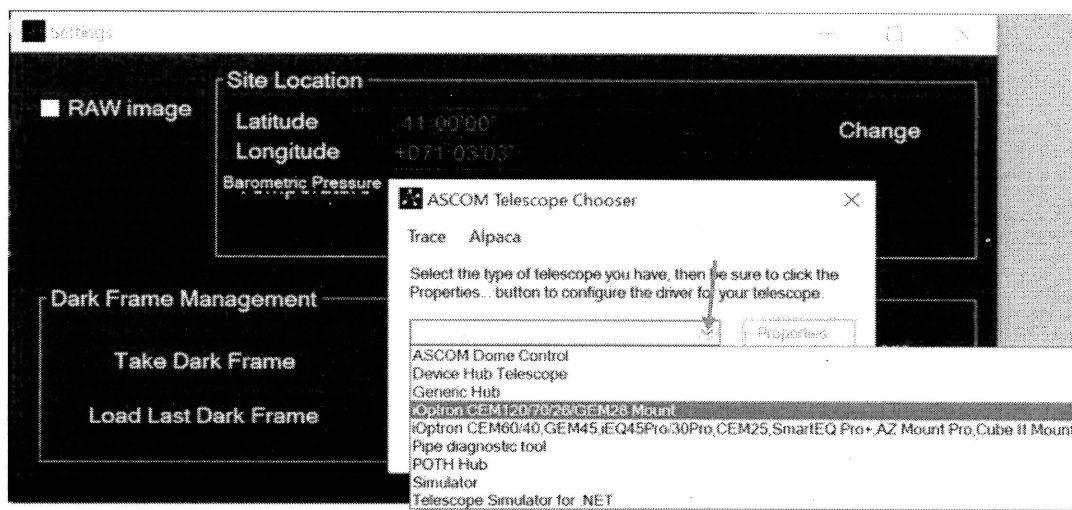 Settings
Site Location
RAW image
Latitude -41:00'00"
Longitude +071:03'03"
Change
Barometric Pressure
ASCOM Telescope Chooser
Trace Alpaca
Select the type of telescope you have, then be sure to click the
Properties... button to configure the driver for your telescope.
Properties...
Dark Frame Management
Take Dark Frame
Load Last Dark Frame
ASCOM Dome Control
Device Hub Telescope
Generic Hub
iOptron CEM120/70/26/GEM28 Mount
iOptron CEM60/40,GEM45,iEQ45Pro/30Pro,CEM25,SmartEQ Pro+,AZ Mount Pro,Cube II Mount
Pipe diagnostic tool
POTH Hub
Simulator
Telescope Simulator for .NET